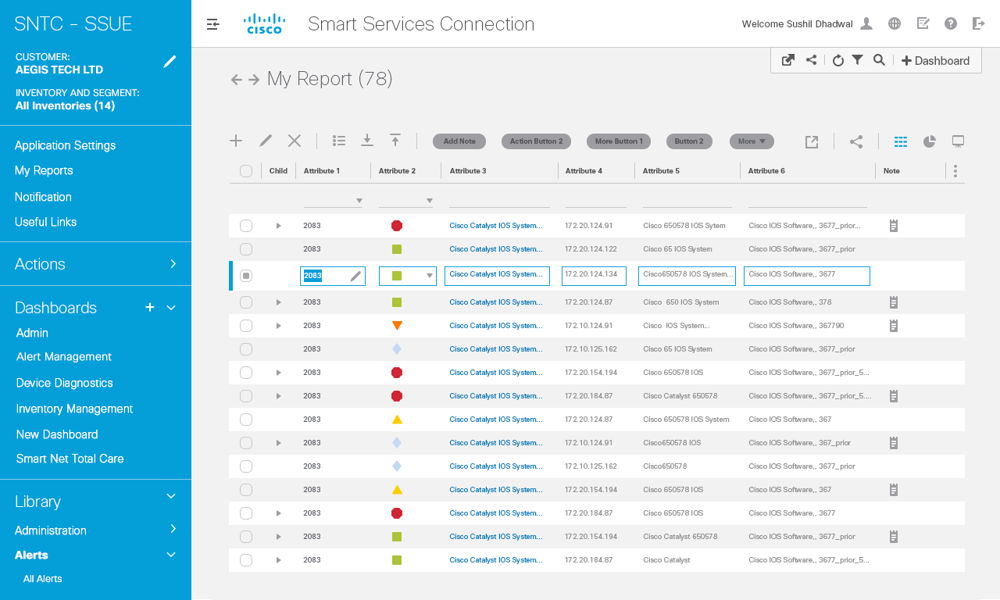 SNTC - SSUE
CUSTOMER:
AEGIS TECH LTD
INVENTORY AND SEGMENT:
All Inventories (14)
Application Settings
My Reports
Notification
Useful Links
Actions
Dashboards
Admin
Alert Management
Device Diagnostics
Inventory Management
New Dashboard
Smart Net Total Care
Library
Administration
Alerts
All Alerts
CISCO Smart Services Connection Welcome Sushil Dhadwal
Dashboard
My Report (78)
Add Note Action Button 2 More Button 1 Button 2 More
Child Attribute 1 Attribute 2 Attribute 3 Attribute 4 Attribute 5 Attribute 6 Note
2083 Cisco Catalyst IOS System... 172.20.124.91 Cisco 650578 IOS Sytem Cisco IOS Software,, 3677_prior...
2083 Cisco Catalyst IOS System... 172.20.124.122 Cisco 65 IOS System Cisco IOS Software,, 3677_prior
2083 Cisco Catalyst IOS System... 172.20.124.134 Cisco650578 IOS System... Cisco IOS Software,, 3677
2083 Cisco Catalyst IOS System... 172.20.124.87 Cisco 650 IOS System Cisco IOS Software,, 378
2083 Cisco Catalyst IOS System... 172.10.124.91 Cisco IOS System... Cisco IOS Software,, 367790
2083 Cisco Catalyst IOS System... 172.10.125.162 Cisco 65 IOS System Cisco IOS Software,, 3677_prior
2083 Cisco Catalyst IOS System... 172.20.154.194 Cisco 650578 IOS Cisco IOS Software,, 3677_prior_5...
2083 Cisco Catalyst IOS System... 172.20.184.87 Cisco Catalyst 650578 Cisco IOS Software,, 3677_prior_5....
2083 Cisco Catalyst IOS System... 172.20.124.87 Cisco 650578 IOS System Cisco IOS Software,, 367
2083 Cisco Catalyst IOS System... 172.10.124.91 Cisco650578 IOS Cisco IOS Software,, 367_prior
2083 Cisco Catalyst IOS System... 172.10.125.162 Cisco650578 Cisco IOS Software,, 3677_prior
2083 Cisco Catalyst IOS System... 172.20.154.194 Cisco 650578 IOS Cisco IOS Software,, 367
2083 Cisco Catalyst IOS System... 172.20.184.87 Cisco 650578 IOS Cisco IOS Software,, 3677
2083 Cisco Catalyst IOS System... 172.20.154.194 Cisco Catalyst 650578 Cisco IOS Software,, 3677_prior
2083 Cisco Catalyst IOS System... 172.20.184.87 Cisco Catalyst Cisco IOS Software,, 3677_prior_5...